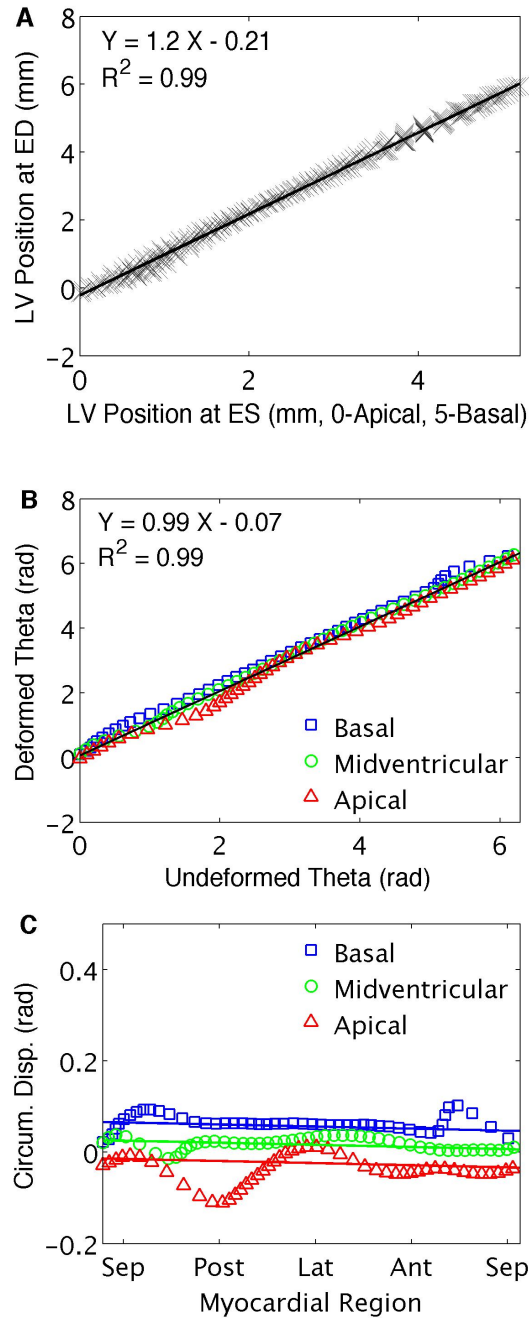 A
Y = 1.2 X - 0.21
R² = 0.99
8
6
4
2
0
−2
LV Position at ED (mm)
0
2
4
LV Position at ES (mm, 0-Apical, 5-Basal)
B
Y = 0.99 X - 0.07
R² = 0.99
8
6
4
2
0
−2
Deformed Theta (rad)
Basal
Midventricular
Apical
0
2
4
6
Undeformed Theta (rad)
C
0.4
0.2
0
−0.2
Circum. Disp. (rad)
Basal
Midventricular
Apical
Sep
Post
Lat
Ant
Sep
Myocardial Region